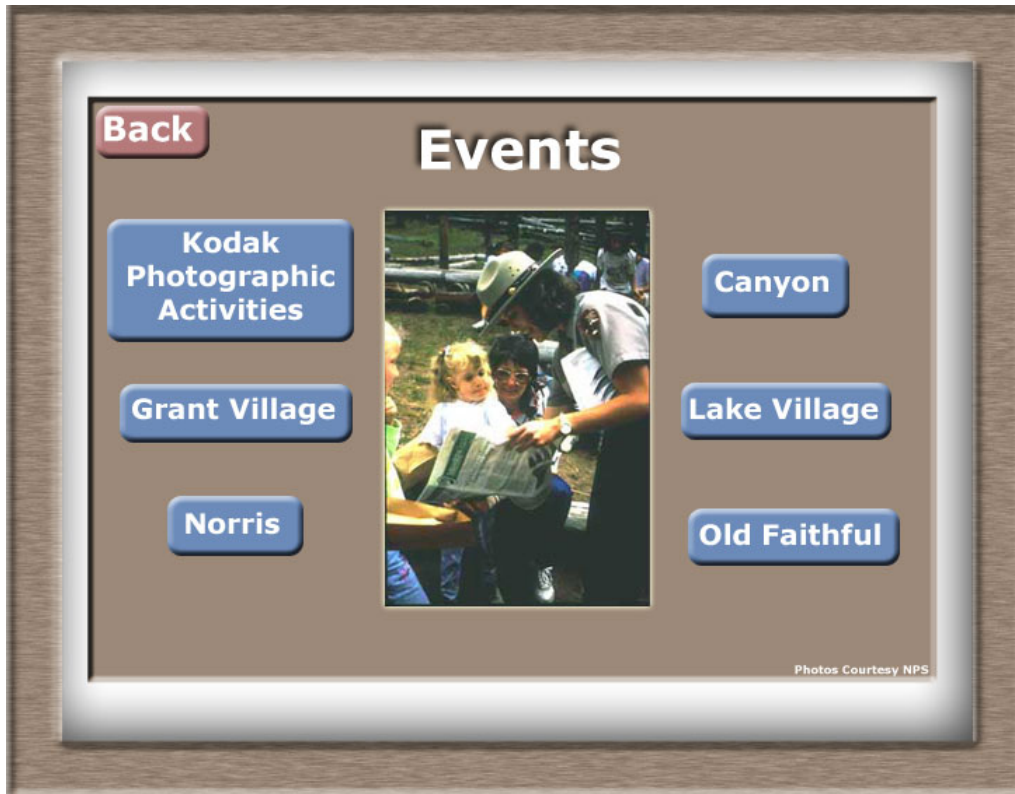 Back
Events
Kodak
Photographic
Activities
Grant Village
Norris
Canyon
Lake Village
Old Faithful
Photos Courtesy NPS